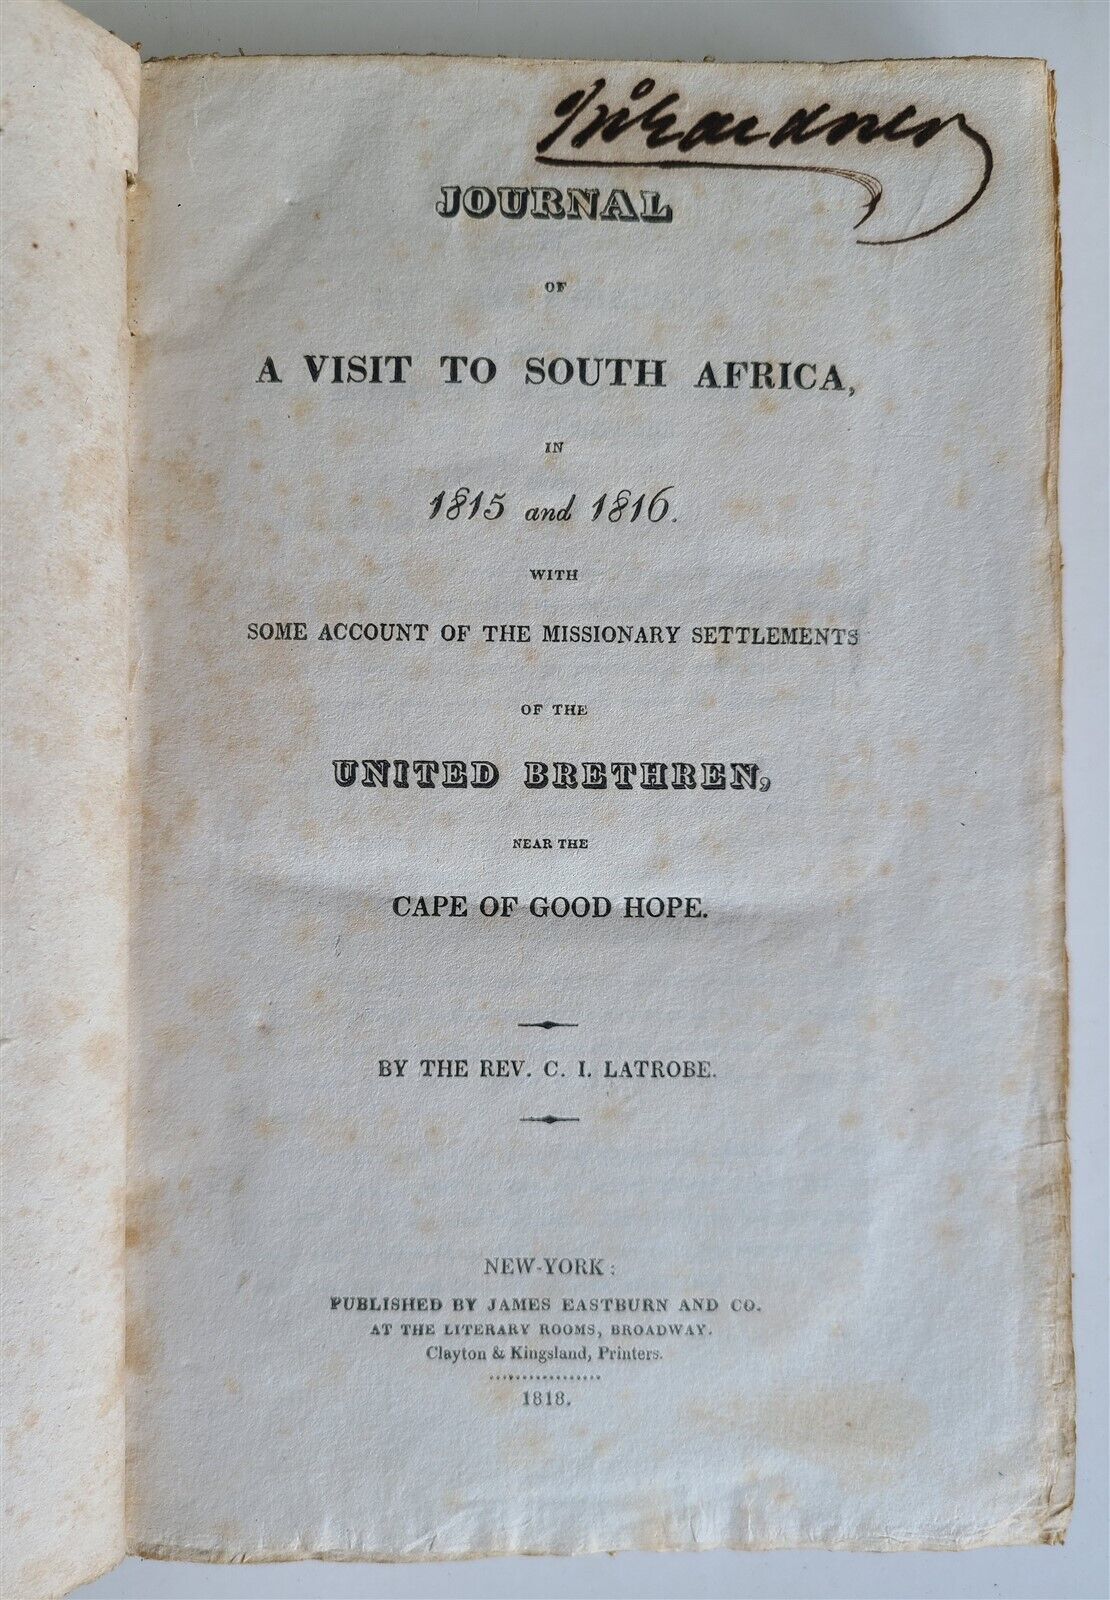 JOURNAL
OF
A VISIT TO SOUTH AFRICA,
IN
1815 and 1816.
WITH
SOME ACCOUNT OF THE MISSIONARY SETTLEMENTS
OF THE
UNITED BRETHREN,
NEAR THE
CAPE OF GOOD HOPE.
BY THE REV. C. I. LATROBE.
NEW-YORK:
PUBLISHED BY JAMES EASTBURN AND CO.
AT THE LITERARY ROOMS, BROADWAY.
Clayton & Kingsland, Printers.
1818.